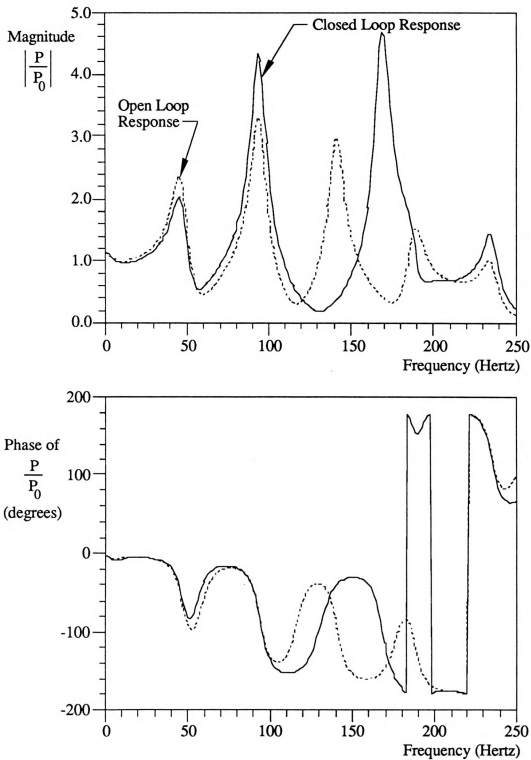 5.0
Magnitude
| P / P0 |
Closed Loop Response
4.0
Open Loop
Response
3.0
2.0
1.0
0.0
0 50 100 150 200 250
Frequency (Hertz)
200
Phase of
P / P0
(degrees)
100
0
-100
-200
0 50 100 150 200 250
Frequency (Hertz)